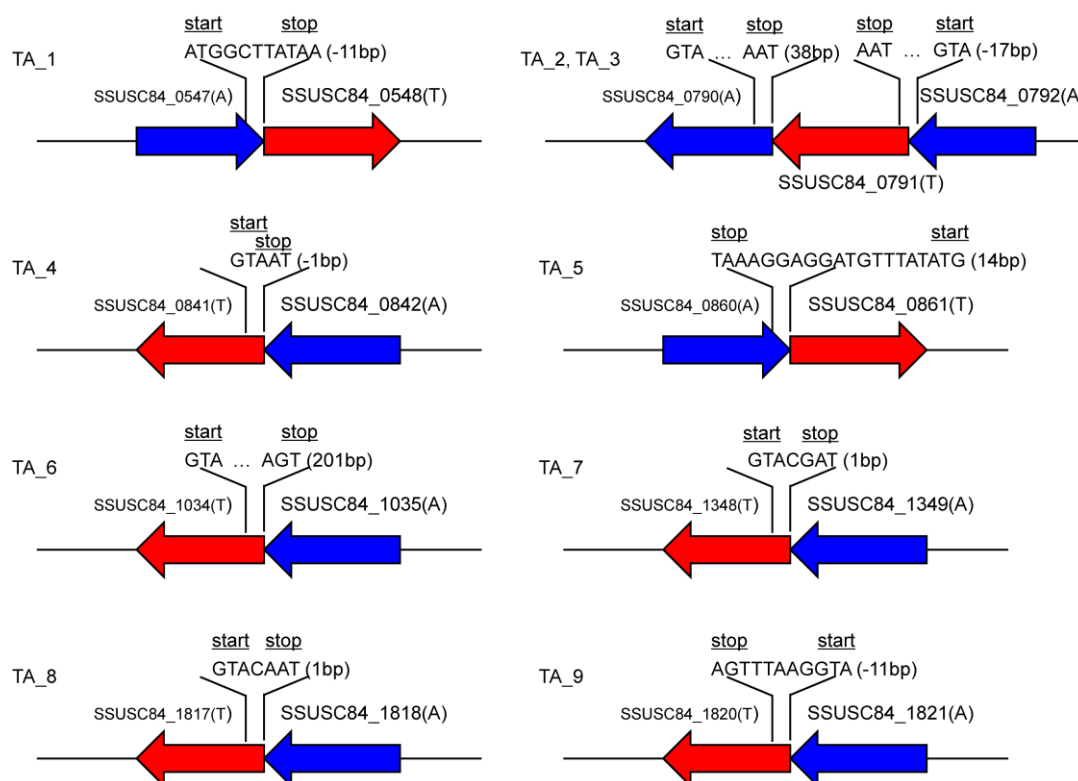 start stop
ATGGCTTATAA (-11bp)
TA_1
SSUSC84_0547(A) SSUSC84_0548(T)
start stop stop start
GTA ... AAT (38bp) AAT ... GTA (-17bp)
TA_2, TA_3
SSUSC84_0790(A) SSUSC84_0792(A
SSUSC84_0791(T)
start
stop
GTAAT (-1bp)
TA_4
SSUSC84_0841(T) SSUSC84_0842(A)
stop start
TAAAGGAGGATGTTTATATG (14bp)
TA_5
SSUSC84_0860(A) SSUSC84_0861(T)
start stop
GTA ... AGT (201bp)
TA_6
SSUSC84_1034(T) SSUSC84_1035(A)
start stop
GTACGAT (1bp)
TA_7
SSUSC84_1348(T) SSUSC84_1349(A)
start stop
GTACAAT (1bp)
TA_8
SSUSC84_1817(T) SSUSC84_1818(A)
stop start
AGTTTAAGGTA (-11bp)
TA_9
SSUSC84_1820(T) SSUSC84_1821(A)